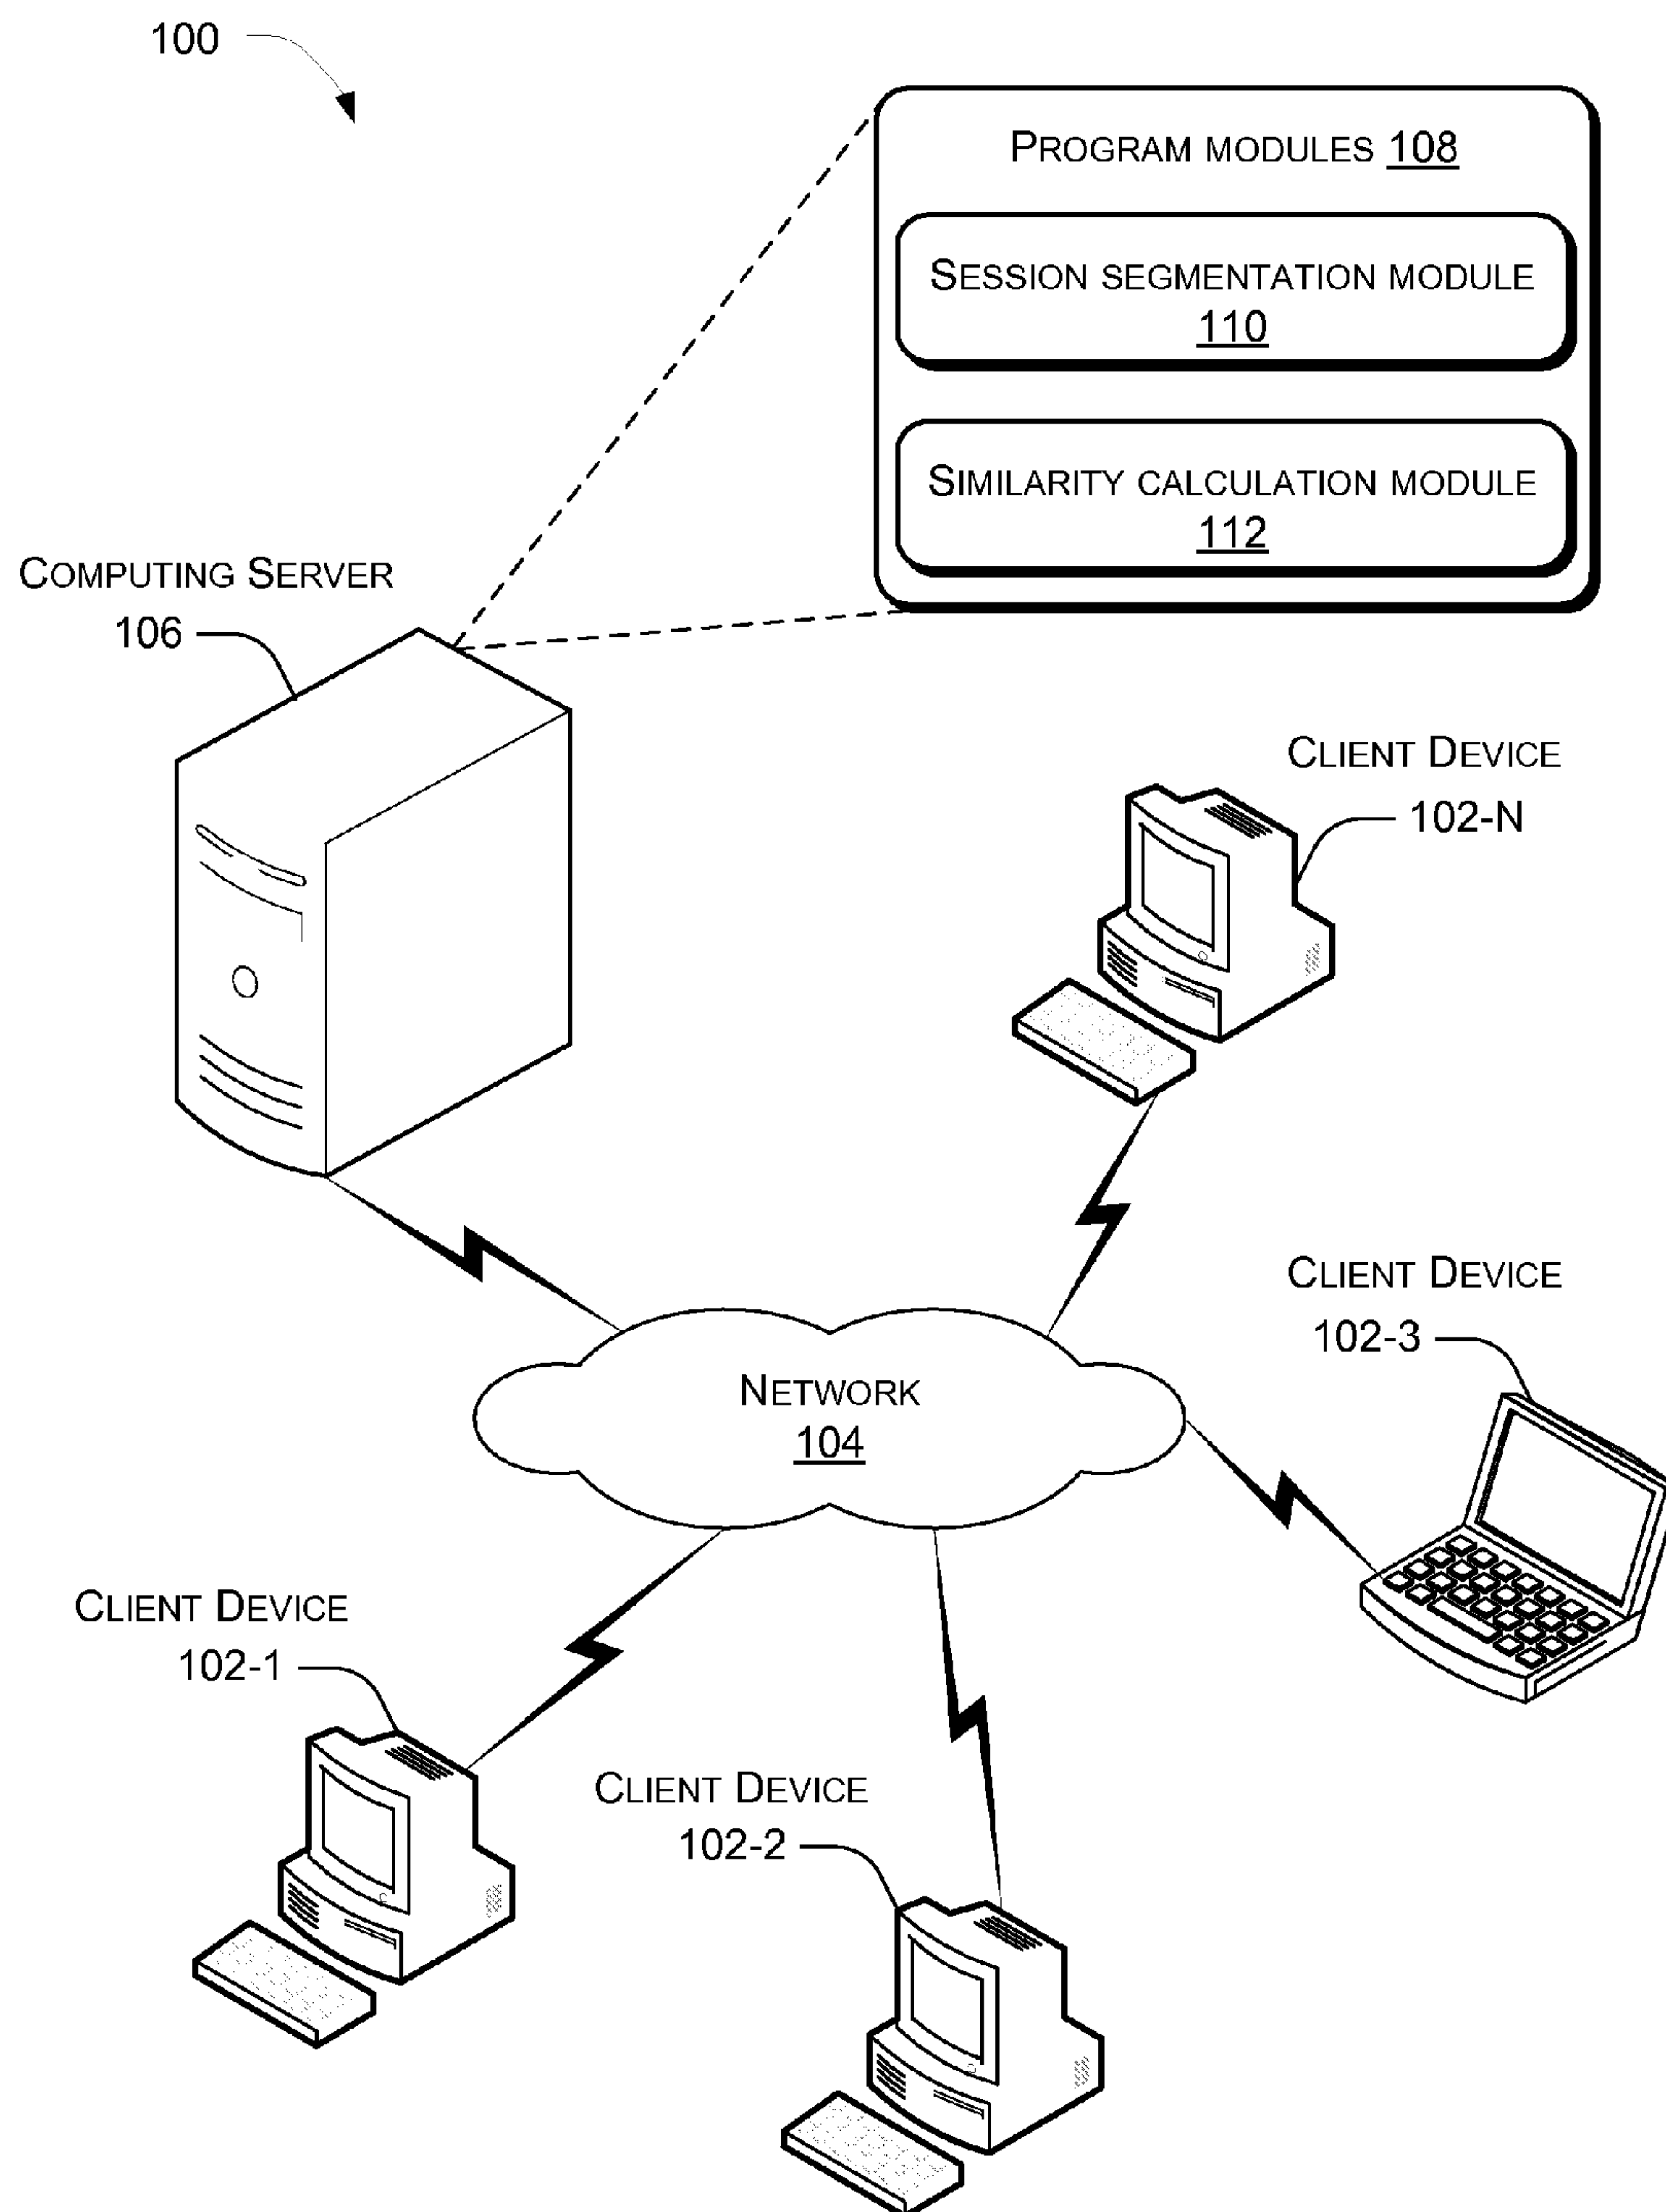 100
PROGRAM MODULES 108
SESSION SEGMENTATION MODULE
110
SIMILARITY CALCULATION MODULE
112
COMPUTING SERVER
106
CLIENT DEVICE
102-N
CLIENT DEVICE
102-3
NETWORK
104
CLIENT DEVICE
102-1
CLIENT DEVICE
102-2